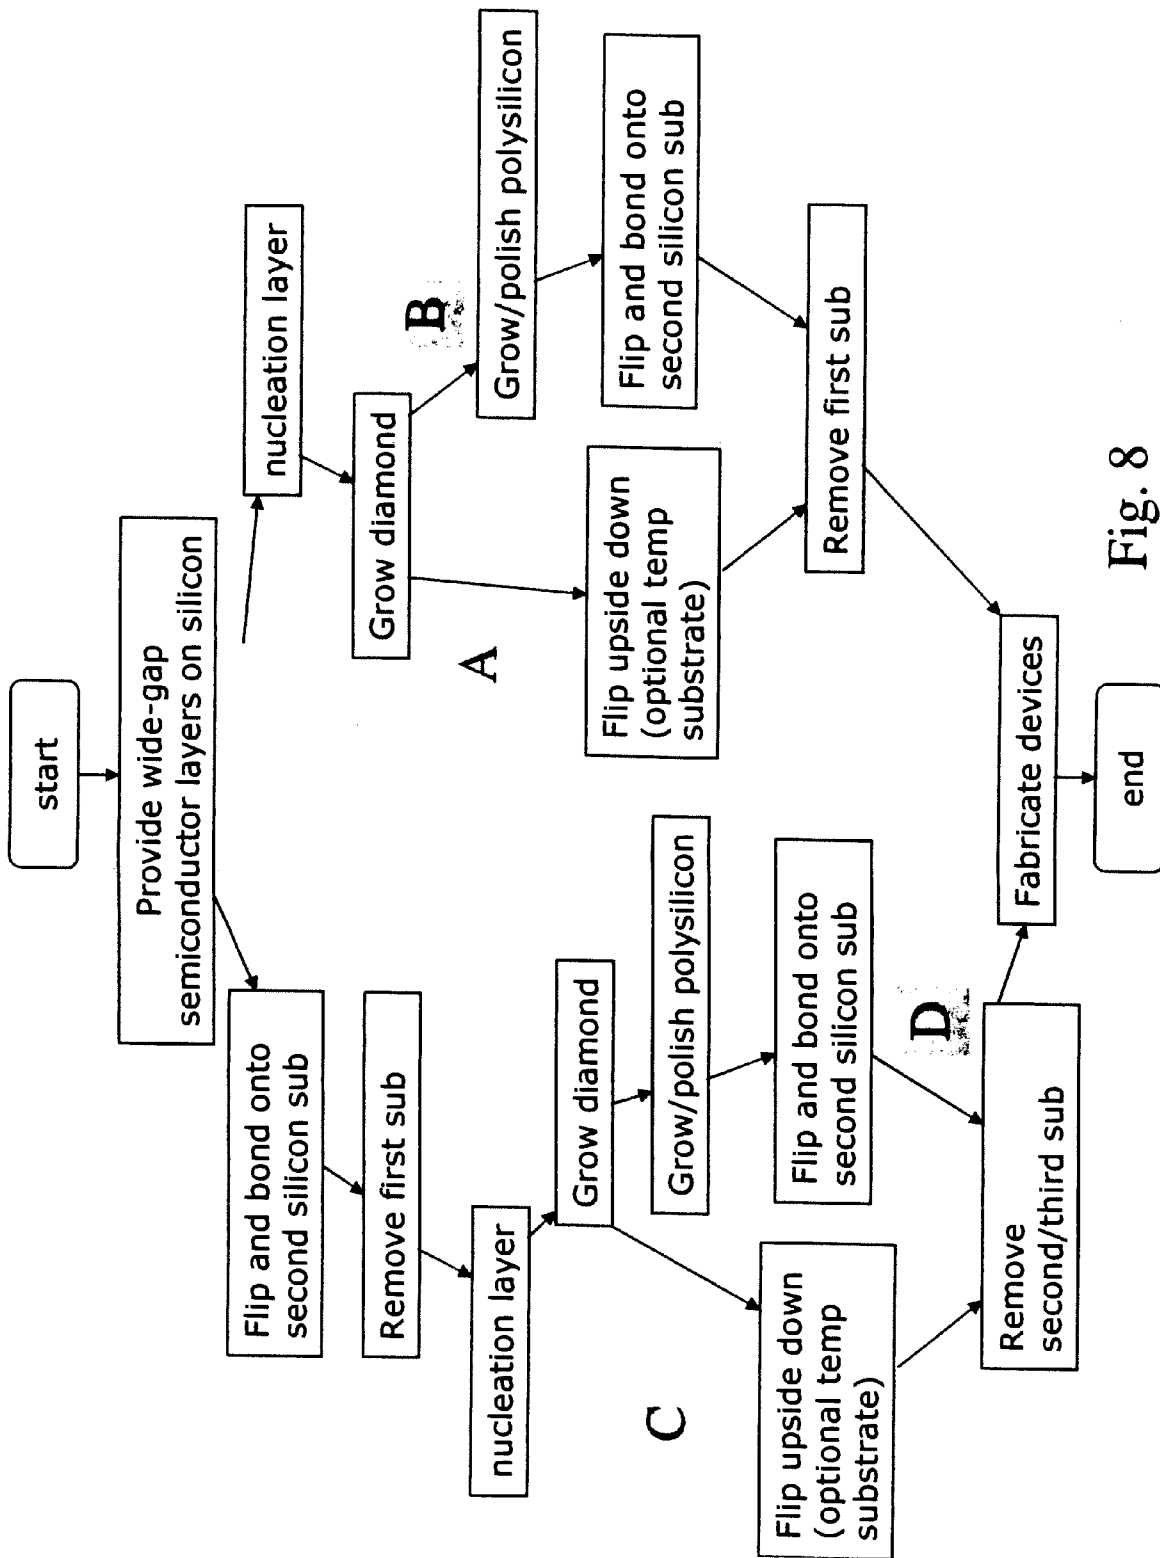 start
Provide wide-gap
semiconductor layers on silicon
Flip and bond onto
second silicon sub
Remove first sub
nucleation layer
Grow diamond
C
Flip upside down
(optional temp
substrate)
Grow/polish polysilicon
Flip and bond onto
second silicon sub
D
Remove
second/third sub
nucleation layer
Grow diamond
A
B
Flip upside down
(optional temp
substrate)
Grow/polish polysilicon
Flip and bond onto
second silicon sub
Remove first sub
Fabricate devices
end
Fig. 8